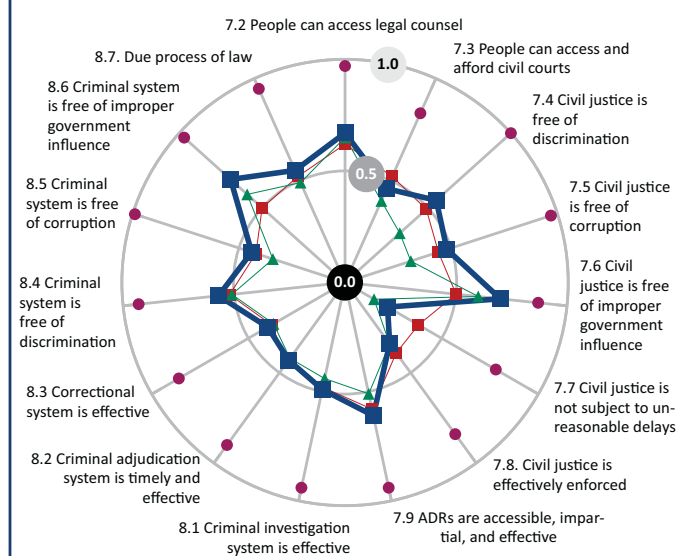 7.2 People can access legal counsel
1.0
7.3 People can access and
afford civil courts
7.4 Civil justice is
free of
discrimination
0.5
7.5 Civil justice
is free of
corruption
7.6 Civil
justice is free
of improper
government
influence
0.0
7.7 Civil justice is
not subject to un-
reasonable delays
7.8. Civil justice is
effectively enforced
7.9 ADRs are accessible, impar-
tial, and effective
8.1 Criminal investigation
system is effective
8.2 Criminal adjudication
system is timely and
effective
8.3 Correctional
system is effective
8.4 Criminal
system is
free of
discrimination
8.5 Criminal
system is free
of corruption
8.6 Criminal system
is free of improper
government
influence
8.7. Due process of law